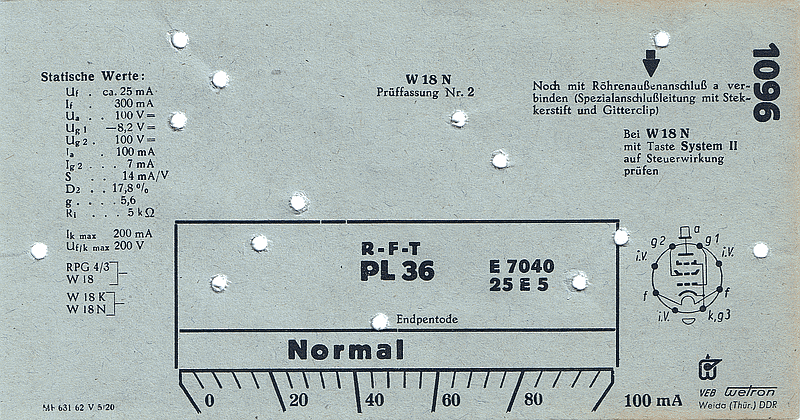 Statische Werte:
Uf . ca. 25 mA
If . . 300 mA
Ua . . 100 V=
Ug1 . —8,2 V=
Ug2 . 100 V=
Ia . . 100 mA
Ig2 . . . 7 mA
S . . . 14 mA/V
D2 . . 17,8 %
g . . . 5,6
Ri . . . . 5 kΩ
Ik max 200 mA
Uf/k max 200 V
RPG 4/3
W 18
W 18 K
W 18 N
W 18 N
Prüffassung Nr. 2
Noch mit Röhrenaußenanschluß a ver-
binden (Spezialanschlußleitung mit Stek-
kerstift und Gitterclip)
Bei W 18 N
mit Taste System II
auf Steuerwirkung
prüfen
1096
R-F-T
PL 36
E 7040
25 E 5
Endpentode
Normal
0 20 40 60 80 100 mA
a
g2 g1
i.V. i.V.
f f
i.V. k,g3
VEB wetron
Weida (Thür.) DDR
MF 631 62 V 5/20